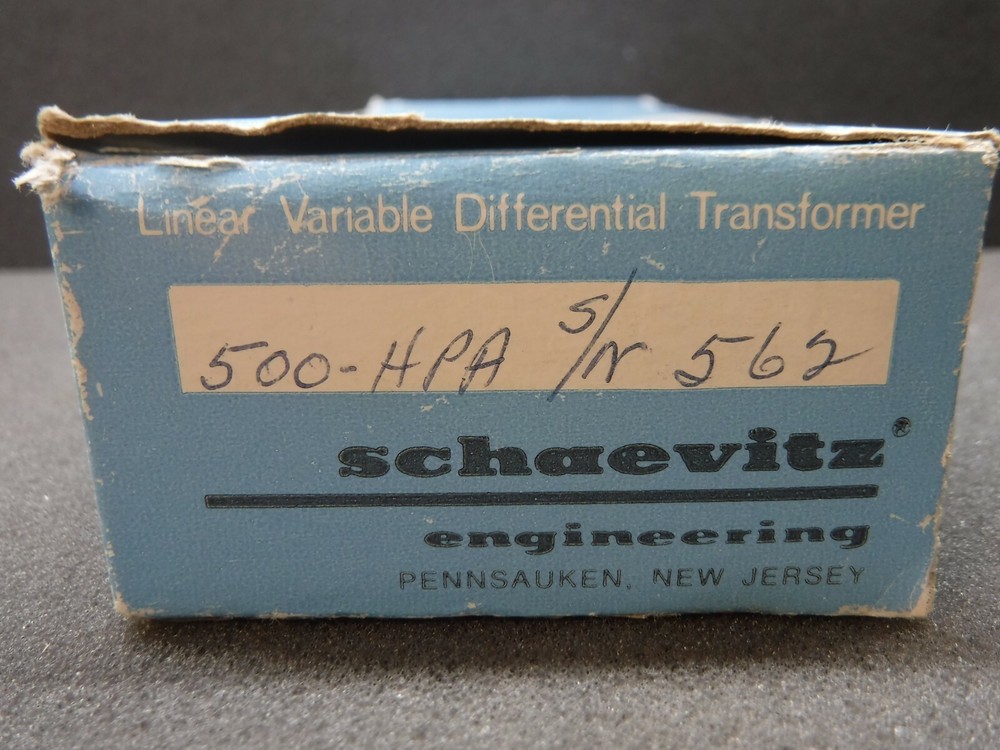 Linear Variable Differential Transformer
500-HPA S/N 562
schaevitz®
engineering
PENNSAUKEN, NEW JERSEY